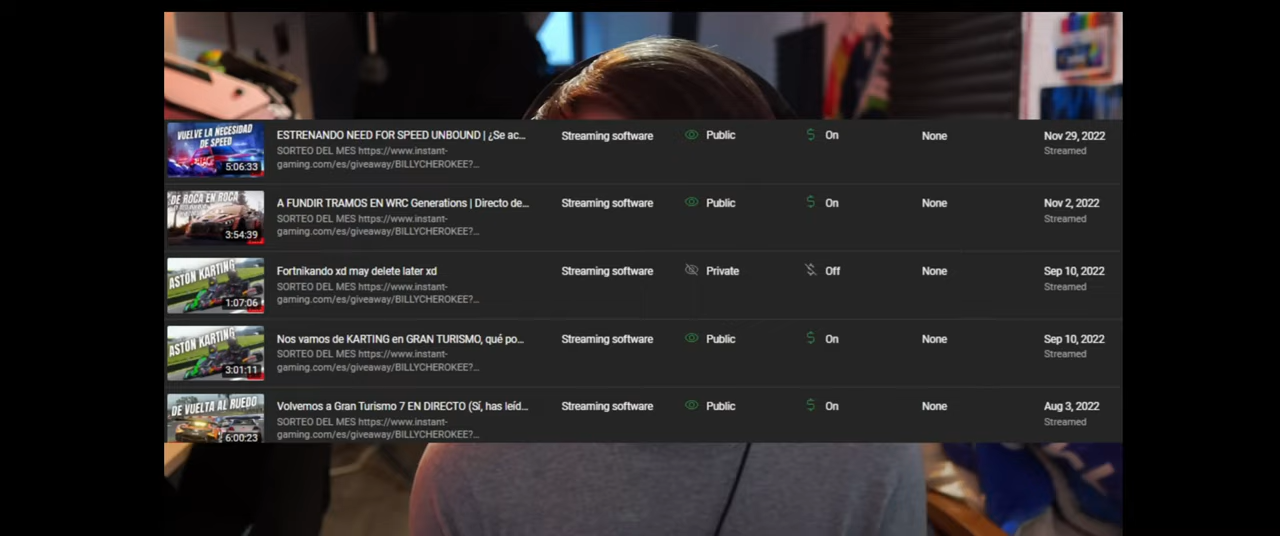 VUELVE LA NECESIDAD
DE SPEED
5:06:33
ESTRENANDO NEED FOR SPEED UNBOUND | ¿Se ac...
SORTEO DEL MES https://www.instant-
gaming.com/es/giveaway/BILLYCHEROKEE?...
Streaming software
Public
On
None
Nov 29, 2022
Streamed
DE ROCA EN ROCA
3:54:39
A FUNDIR TRAMOS EN WRC Generations | Directo de...
SORTEO DEL MES https://www.instant-
gaming.com/es/giveaway/BILLYCHEROKEE?...
Streaming software
Public
On
None
Nov 2, 2022
Streamed
ASTON KARTING
1:07:06
Fortnikando xd may delete later xd
SORTEO DEL MES https://www.instant-
gaming.com/es/giveaway/BILLYCHEROKEE?...
Streaming software
Private
Off
None
Sep 10, 2022
Streamed
ASTON KARTING
3:01:11
Nos vamos de KARTING en GRAN TURISMO, qué po...
SORTEO DEL MES https://www.instant-
gaming.com/es/giveaway/BILLYCHEROKEE?...
Streaming software
Public
On
None
Sep 10, 2022
Streamed
DE VUELTA AL RUEDO
6:00:23
Volvemos a Gran Turismo 7 EN DIRECTO (Sí, has leíd...
SORTEO DEL MES https://www.instant-
gaming.com/es/giveaway/BILLYCHEROKEE?...
Streaming software
Public
On
None
Aug 3, 2022
Streamed